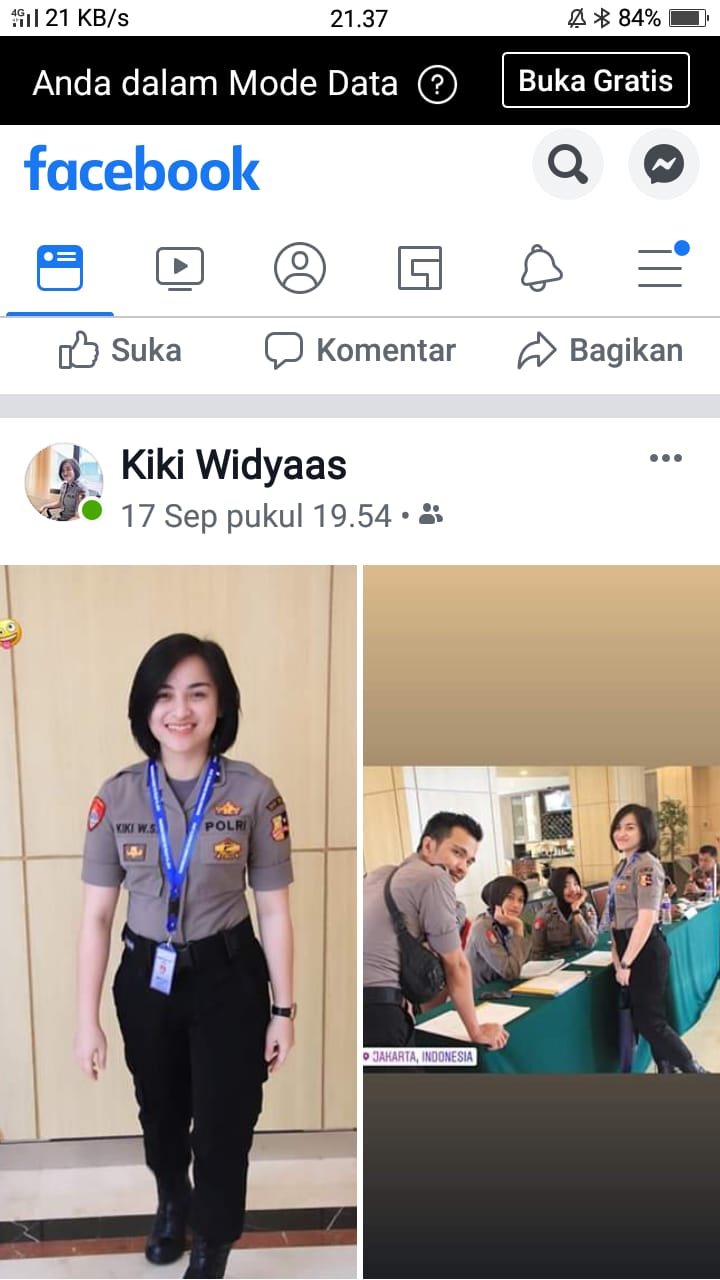 4G 21 KB/s 21.37 84%
Anda dalam Mode Data ? Buka Gratis
facebook
Suka Komentar Bagikan
Kiki Widyaas
17 Sep pukul 19.54 •
KIKI W.S POLRI
JAKARTA, INDONESIA